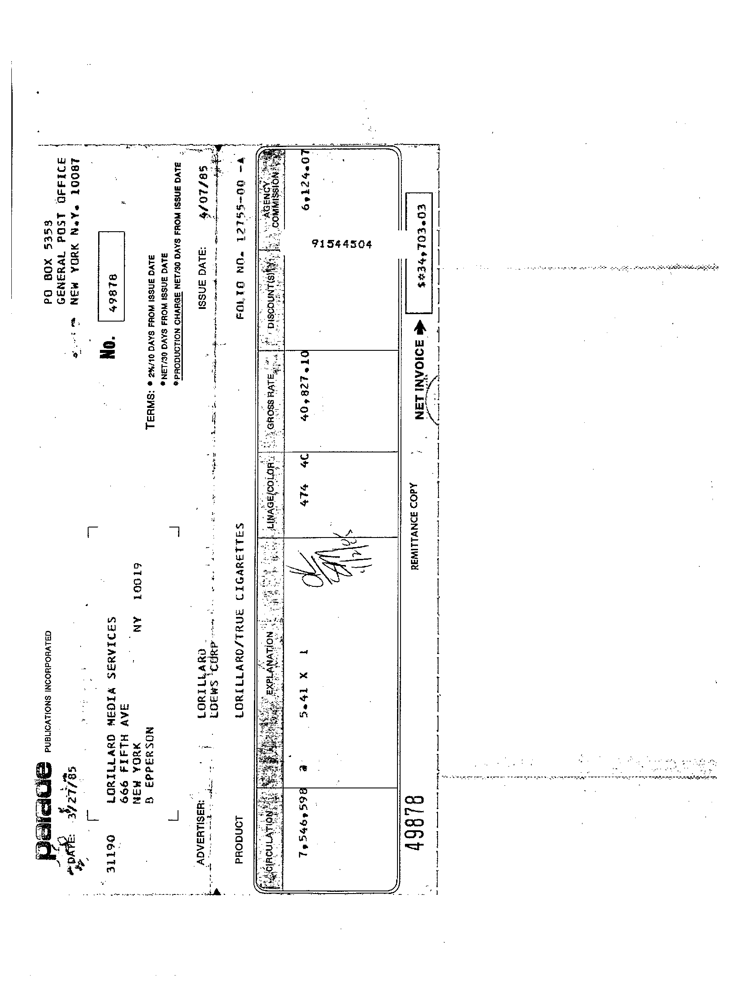 parade PUBLICATIONS INCORPORATED
PO BOX 5353
GENERAL POST OFFICE
NEW YORK N.Y. 10087
DATE: 3/27/85
No. 49878
31190 LORILLARD MEDIA SERVICES
666 FIFTH AVE
NEW YORK NY 10019
B EPPERSON
TERMS: • 2%/10 DAYS FROM ISSUE DATE
• NET/30 DAYS FROM ISSUE DATE
• PRODUCTION CHARGE NET/30 DAYS FROM ISSUE DATE
ADVERTISER: LORILLARD ISSUE DATE: 4/07/85
LOEWS CORP
PRODUCT LORILLARD/TRUE CIGARETTES FOLIO NO. 12755-00 -A
CIRCULATION EXPLANATION LINAGE/COLOR GROSS RATE DISCOUNT(S) AGENCY COMMISSION
7,546,598 a 5.41 X 1 474 4C 40,827.10 6,124.07
OK
91544504
49878 REMITTANCE COPY NET INVOICE $*34,703.03